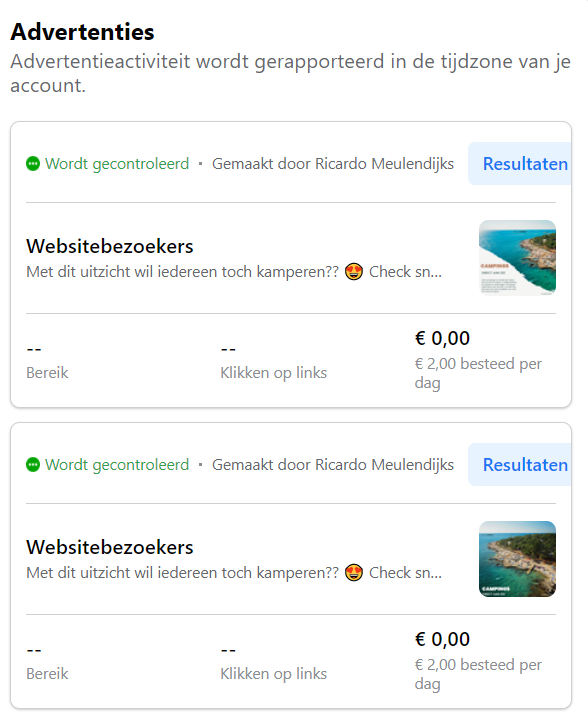 Advertenties
Advertentieactiviteit wordt gerapporteerd in de tijdzone van je
account.
Wordt gecontroleerd · Gemaakt door Ricardo Meulendijks
Resultaten
Websitebezoekers
Met dit uitzicht wil iedereen toch kamperen?? 😍 Check sn...
CAMPINGS
-- -- € 0,00
Bereik Klikken op links € 2,00 besteed per
dag
Wordt gecontroleerd · Gemaakt door Ricardo Meulendijks
Resultaten
Websitebezoekers
Met dit uitzicht wil iedereen toch kamperen?? 😍 Check sn...
CAMPINGS
-- -- € 0,00
Bereik Klikken op links € 2,00 besteed per
dag